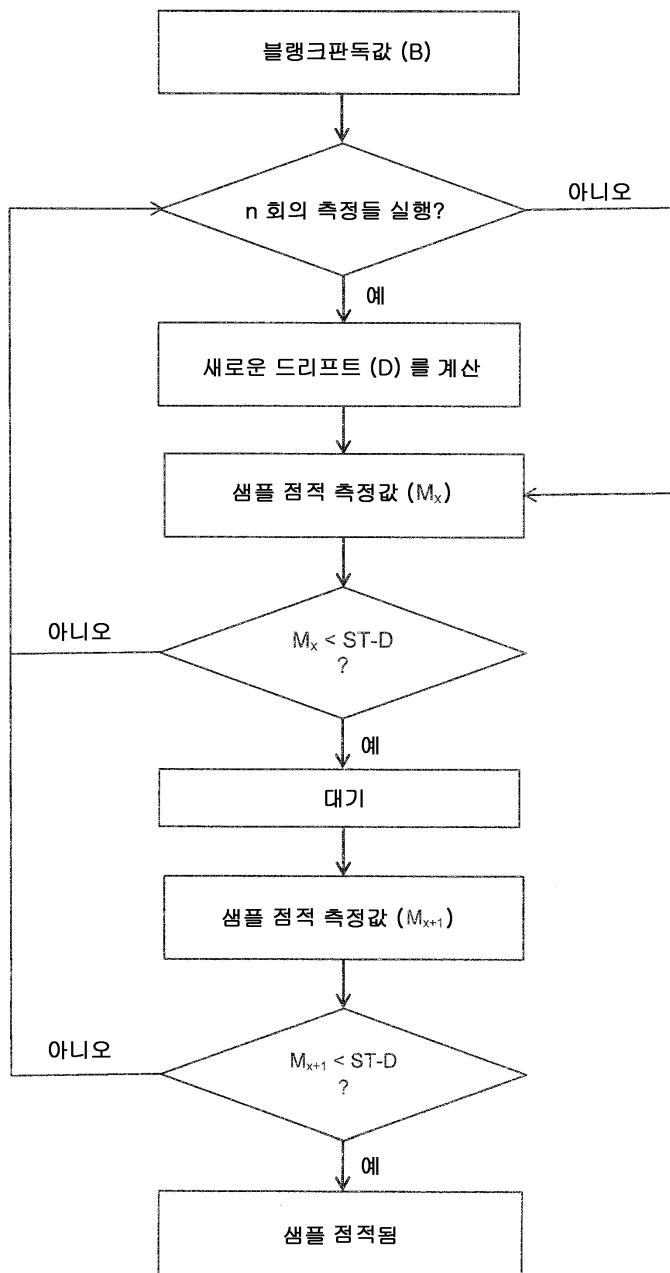 블랭크판독값 (B)
n 회의 측정들 실행?
아니오
예
새로운 드리프트 (D) 를 계산
샘플 점적 측정값 (Mₓ)
아니오
Mₓ < ST-D
?
예
대기
샘플 점적 측정값 (Mₓ₊₁)
아니오
Mₓ₊₁ < ST-D
?
예
샘플 점적됨